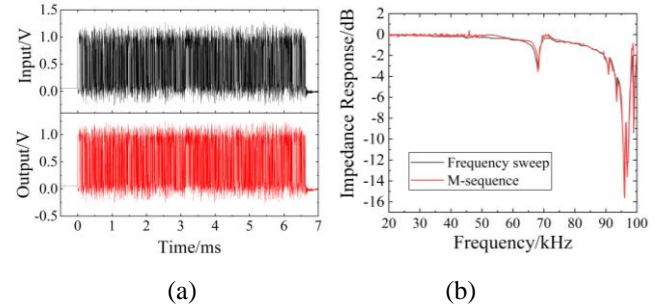 Input/V
1.0
0.5
0.0
Output/V
1.0
0.5
0.0
-0.5
0 1 2 3 4 5 6 7
Time/ms
(a)
Impedance Response/dB
2
0
-2
-4
-6
-8
-10
-12
-14
-16
Frequency sweep
M-sequence
20 30 40 50 60 70 80 90 100
Frequency/kHz
(b)